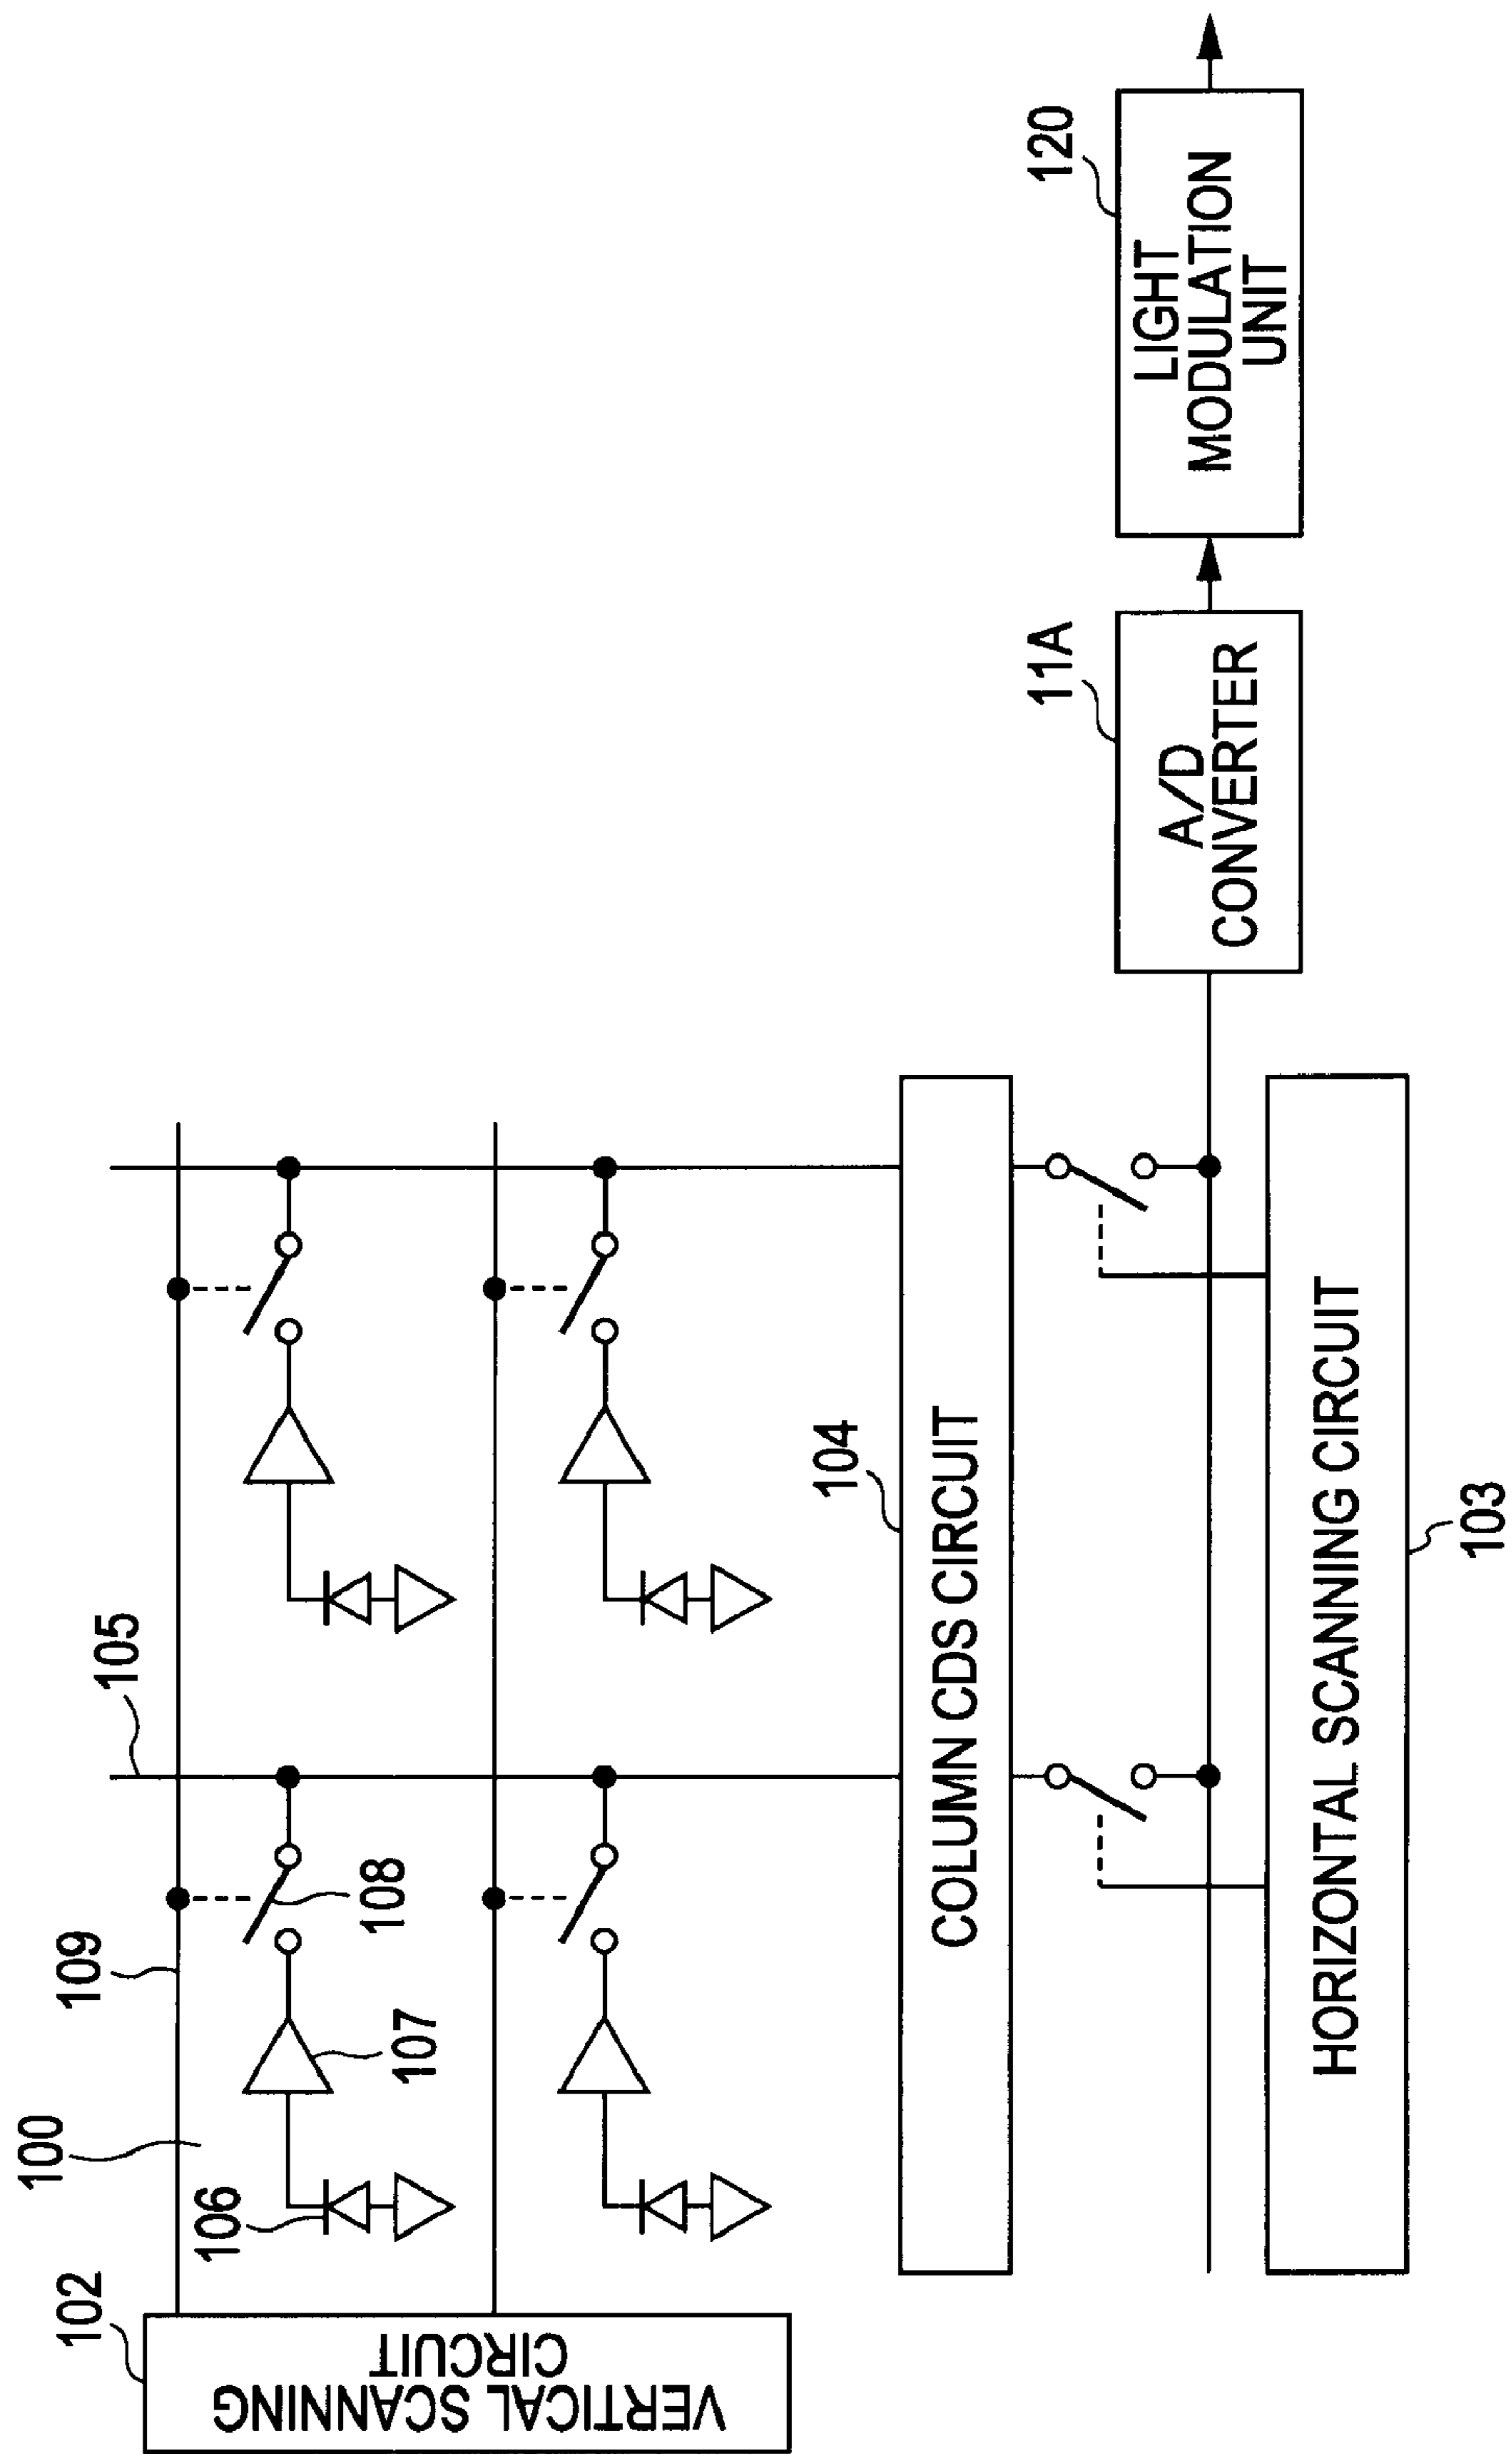 102
VERTICAL SCANNING
CIRCUIT
100
109
105
106
107
108
104
COLUMN CDS CIRCUIT
HORIZONTAL SCANNING CIRCUIT
103
11A
A/D
CONVERTER
120
LIGHT
MODULATION
UNIT